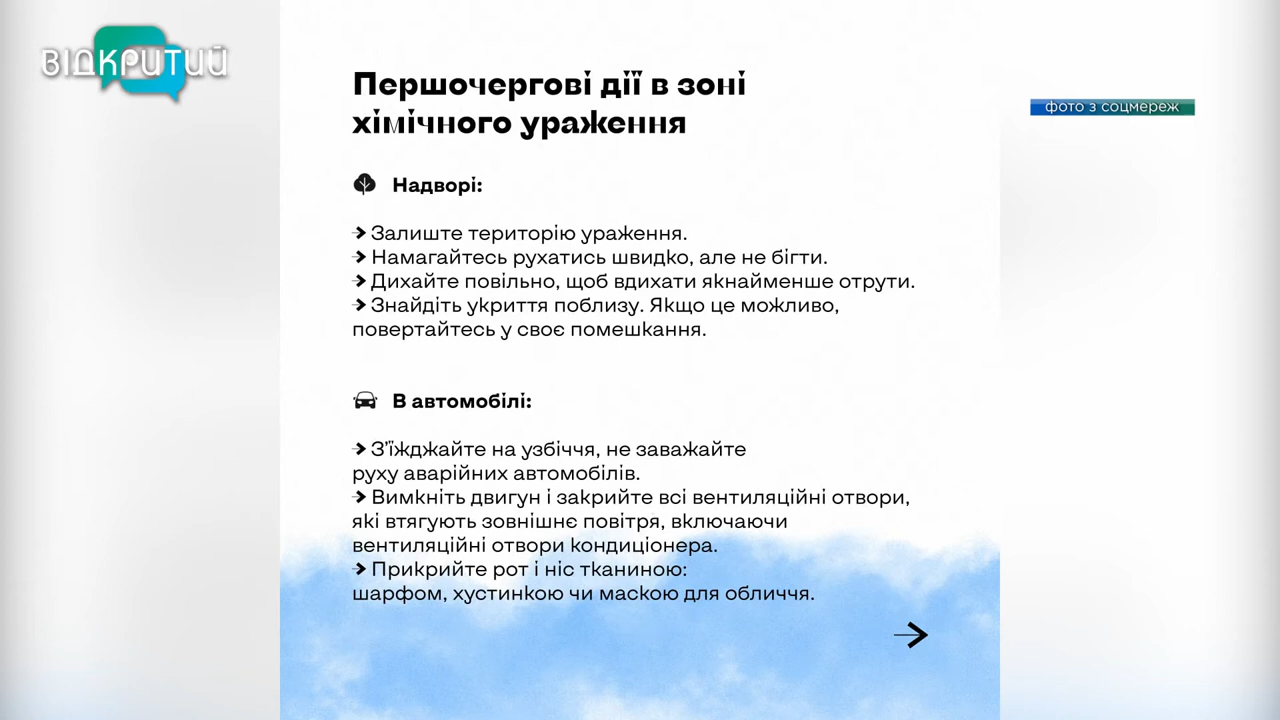 ВІДКРИТИЙ
Першочергові дії в зоні
хімічного ураження
фото з соцмереж
Надворі:
→ Залиште територію ураження.
→ Намагайтесь рухатись швидко, але не бігти.
→ Дихайте повільно, щоб вдихати якнайменше отрути.
→ Знайдіть укриття поблизу. Якщо це можливо,
повертайтесь у своє помешкання.
В автомобілі:
→ З’їжджайте на узбіччя, не заважайте
руху аварійних автомобілів.
→ Вимкніть двигун і закрийте всі вентиляційні отвори,
які втягують зовнішнє повітря, включаючи
вентиляційні отвори кондиціонера.
→ Прикрийте рот і ніс тканиною:
шарфом, хустинкою чи маскою для обличчя.